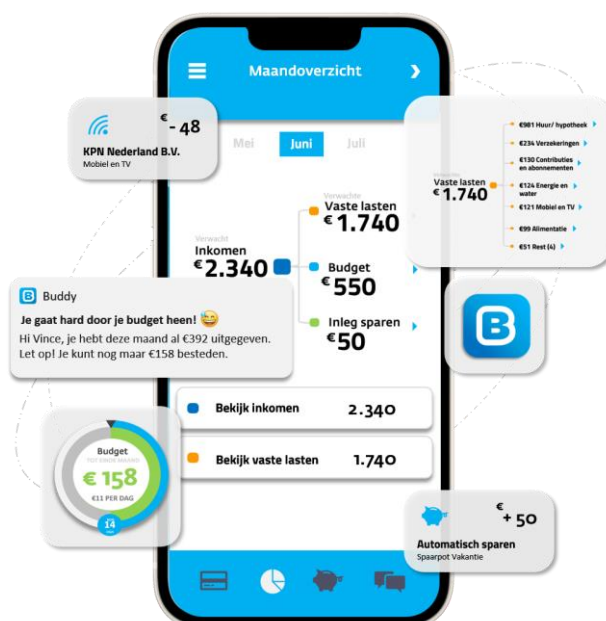 Maandoverzicht
€ - 48
KPN Nederland B.V.
Mobiel en TV
Mei
Juni
Juli
Verwachte
Vaste lasten
€ 1.740
Verwacht
Inkomen
€ 2.340
Budget
€ 550
Inleg sparen
€ 50
Vaste lasten
€ 1.740
€981 Huur/ hypotheek
€234 Verzekeringen
€130 Contributies
en abonnementen
€124 Energie en
water
€121 Mobiel en TV
€99 Alimentatie
€51 Rest (4)
Buddy
Je gaat hard door je budget heen! 😅
Hi Vince, je hebt deze maand al €392 uitgegeven.
Let op! Je kunt nog maar €158 besteden.
B
Bekijk inkomen 2.340
Bekijk vaste lasten 1.740
Budget
TOT EINDE MAAND
€ 158
€11 PER DAG
14
€ + 50
Automatisch sparen
Spaarpot Vakantie